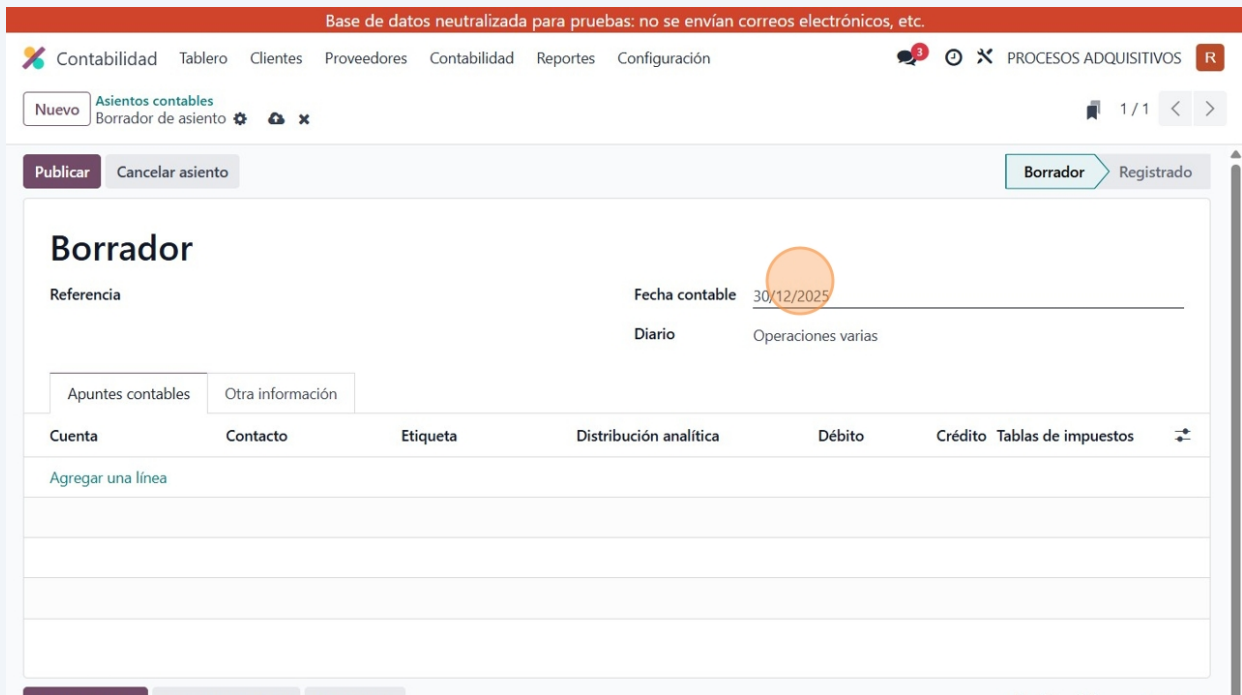 Base de datos neutralizada para pruebas: no se envían correos electrónicos, etc.
Contabilidad Tablero Clientes Proveedores Contabilidad Reportes Configuración 3 PROCESOS ADQUISITIVOS R
Nuevo Asientos contables
Borrador de asiento 1 / 1
Publicar Cancelar asiento Borrador Registrado
Borrador
Referencia Fecha contable 30/12/2025
Diario Operaciones varias
Apuntes contables Otra información
Cuenta Contacto Etiqueta Distribución analítica Débito Crédito Tablas de impuestos
Agregar una línea